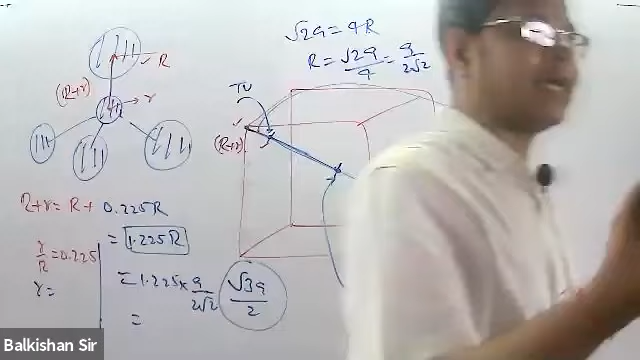 √2a = 4R
R = √2a/4 = a/2√2
R
(R+r)
r
TV
(R+r)
R+r = R + 0.225R
= 1.225R
r/R = 0.225
r =
= 1.225 × a/2√2
√3a/2
=
Balkishan Sir